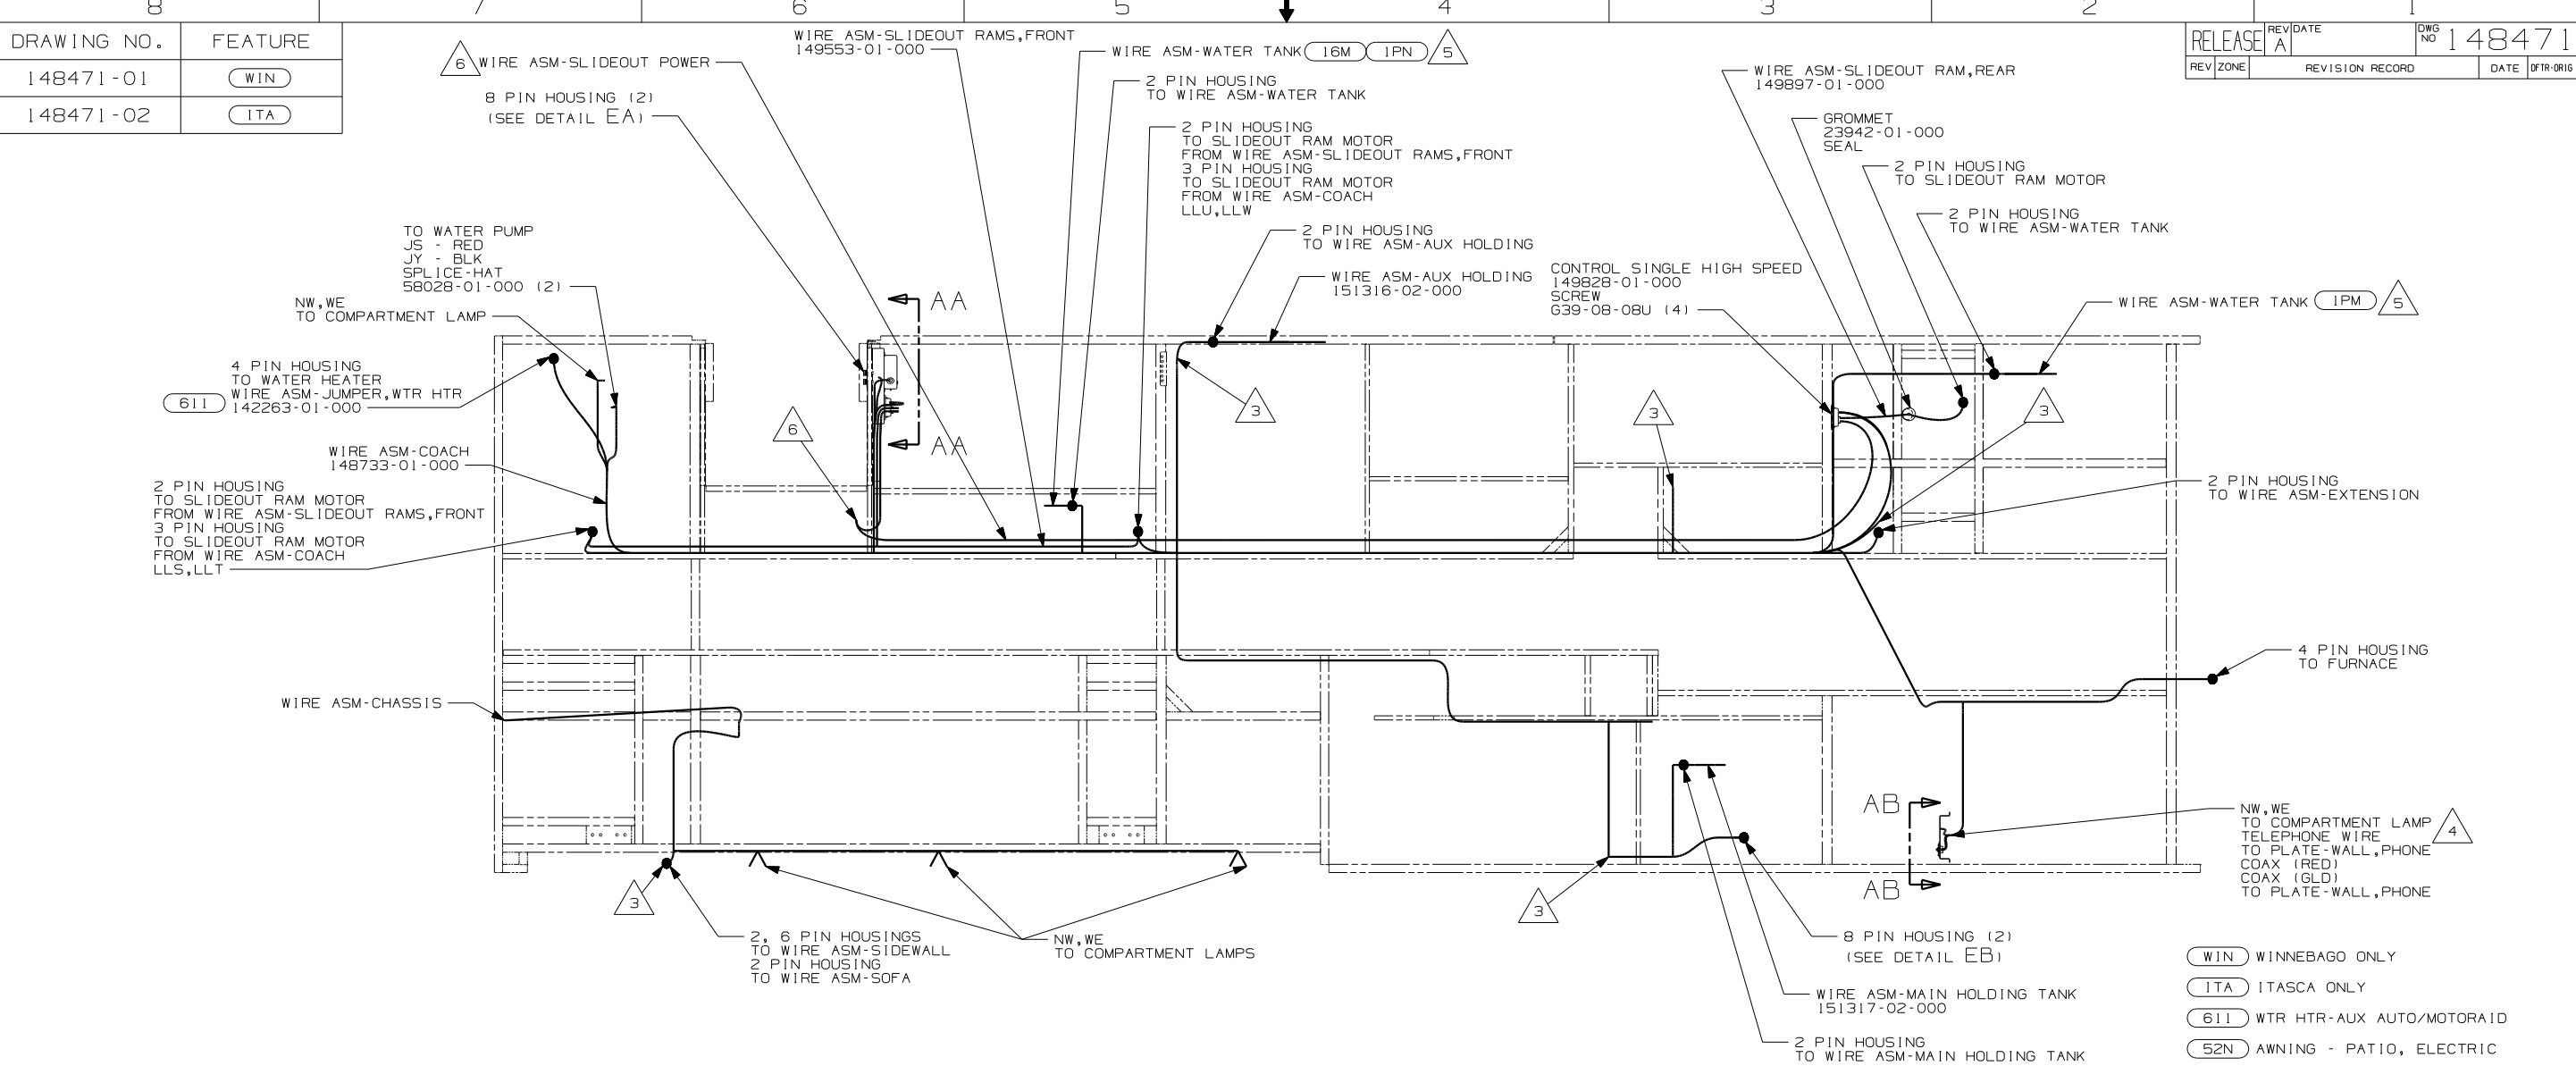 8 7 6 5 4 3 2 1
DRAWING NO. FEATURE
148471-01 WIN
148471-02 ITA
RELEASE REV A DATE DWG NO 148471
REV ZONE REVISION RECORD DATE DFTR-ORIG
6 WIRE ASM-SLIDEOUT POWER
8 PIN HOUSING (2)
(SEE DETAIL EA)
WIRE ASM-SLIDEOUT RAMS,FRONT
149553-01-000
WIRE ASM-WATER TANK 16M 1PN 5
2 PIN HOUSING
TO WIRE ASM-WATER TANK
2 PIN HOUSING
TO SLIDEOUT RAM MOTOR
FROM WIRE ASM-SLIDEOUT RAMS,FRONT
3 PIN HOUSING
TO SLIDEOUT RAM MOTOR
FROM WIRE ASM-COACH
LLU,LLW
2 PIN HOUSING
TO WIRE ASM-AUX HOLDING
WIRE ASM-AUX HOLDING
151316-02-000
WIRE ASM-SLIDEOUT RAM,REAR
149897-01-000
GROMMET
23942-01-000
SEAL
2 PIN HOUSING
TO SLIDEOUT RAM MOTOR
2 PIN HOUSING
TO WIRE ASM-WATER TANK
CONTROL SINGLE HIGH SPEED
149828-01-000
SCREW
G39-08-08U (4)
WIRE ASM-WATER TANK 1PM 5
TO WATER PUMP
JS - RED
JY - BLK
SPLICE-HAT
58028-01-000 (2)
NW,WE
TO COMPARTMENT LAMP
4 PIN HOUSING
TO WATER HEATER
WIRE ASM-JUMPER,WTR HTR
611 142263-01-000
WIRE ASM-COACH
148733-01-000
2 PIN HOUSING
TO SLIDEOUT RAM MOTOR
FROM WIRE ASM-SLIDEOUT RAMS,FRONT
3 PIN HOUSING
TO SLIDEOUT RAM MOTOR
FROM WIRE ASM-COACH
LLS,LLT
AA
AA
6
3
3
3
2 PIN HOUSING
TO WIRE ASM-EXTENSION
4 PIN HOUSING
TO FURNACE
WIRE ASM-CHASSIS
AB
AB
NW,WE
TO COMPARTMENT LAMP
TELEPHONE WIRE
TO PLATE-WALL,PHONE
COAX (RED)
COAX (GLD)
TO PLATE-WALL,PHONE
4
3
3
2, 6 PIN HOUSINGS
TO WIRE ASM-SIDEWALL
2 PIN HOUSING
TO WIRE ASM-SOFA
NW,WE
TO COMPARTMENT LAMPS
8 PIN HOUSING (2)
(SEE DETAIL EB)
WIRE ASM-MAIN HOLDING TANK
151317-02-000
2 PIN HOUSING
TO WIRE ASM-MAIN HOLDING TANK
WIN WINNEBAGO ONLY
ITA ITASCA ONLY
611 WTR HTR-AUX AUTO/MOTORAID
52N AWNING - PATIO, ELECTRIC